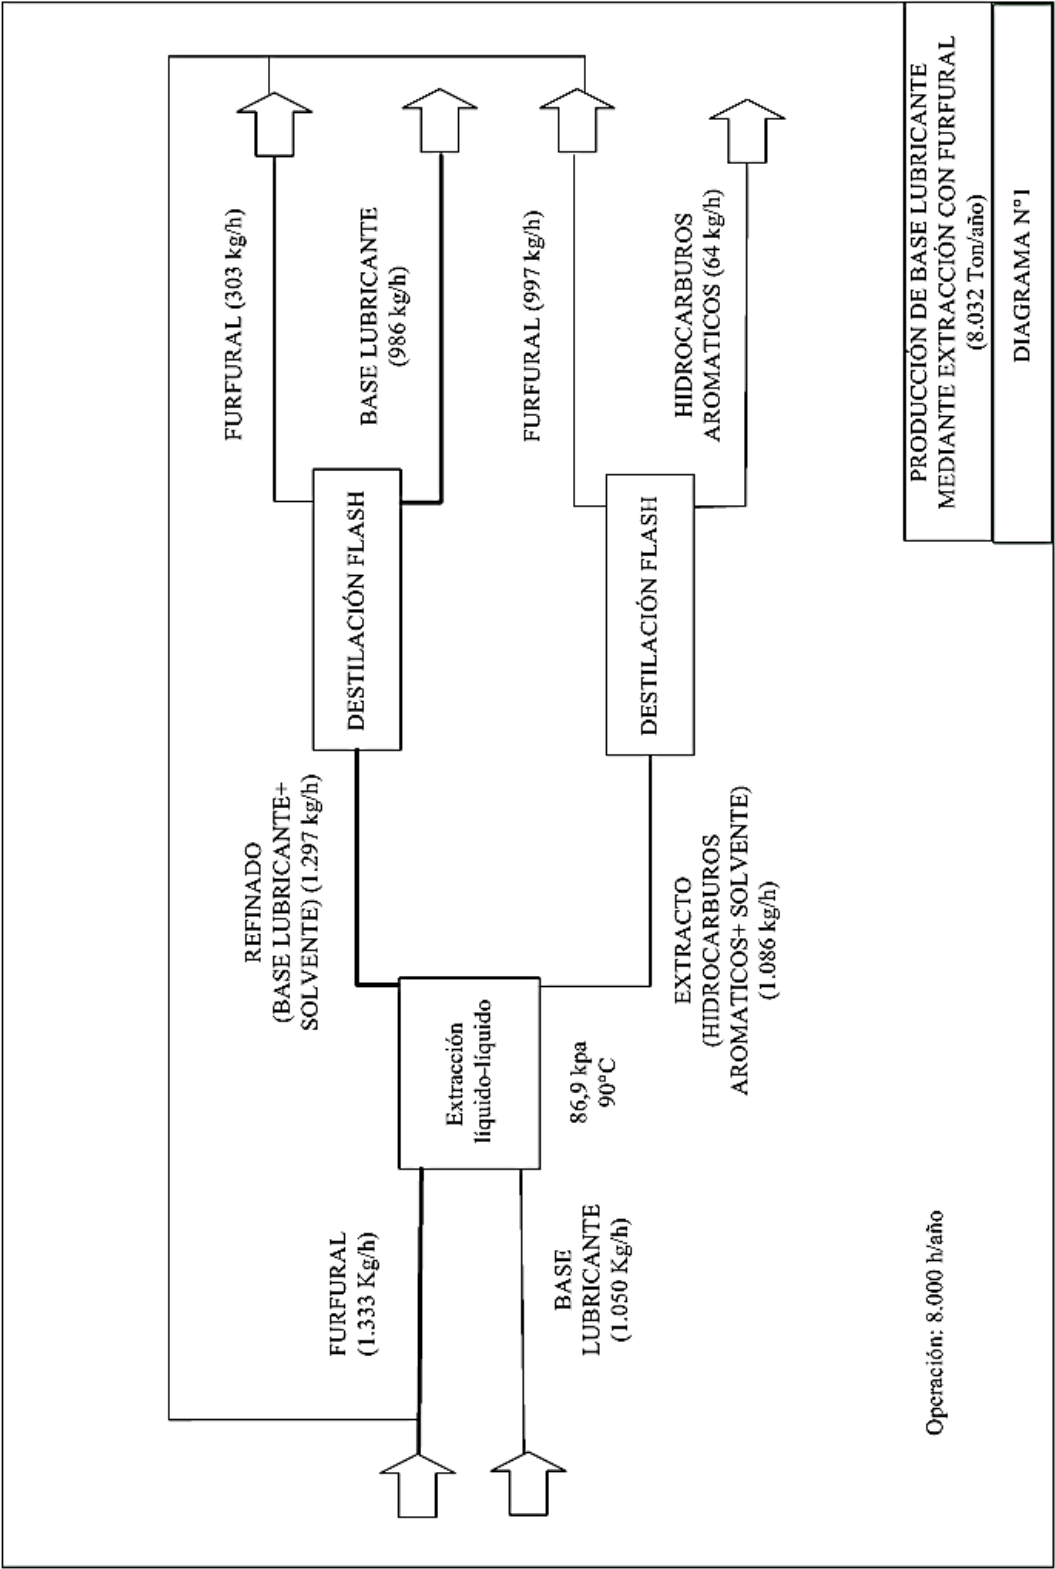 FURFURAL
(1.333 Kg/h)
BASE
LUBRICANTE
(1.050 Kg/h)
Extracción
líquido-líquido
86,9 kpa
90°C
REFINADO
(BASE LUBRICANTE+
SOLVENTE) (1.297 kg/h)
EXTRACTO
(HIDROCARBUROS
AROMATICOS+ SOLVENTE)
(1.086 kg/h)
DESTILACIÓN FLASH
DESTILACIÓN FLASH
FURFURAL (303 kg/h)
BASE LUBRICANTE
(986 kg/h)
FURFURAL (997 kg/h)
HIDROCARBUROS
AROMATICOS (64 kg/h)
Operación: 8.000 h/año
PRODUCCIÓN DE BASE LUBRICANTE
MEDIANTE EXTRACCIÓN CON FURFURAL
(8.032 Ton/año)
DIAGRAMA N°1